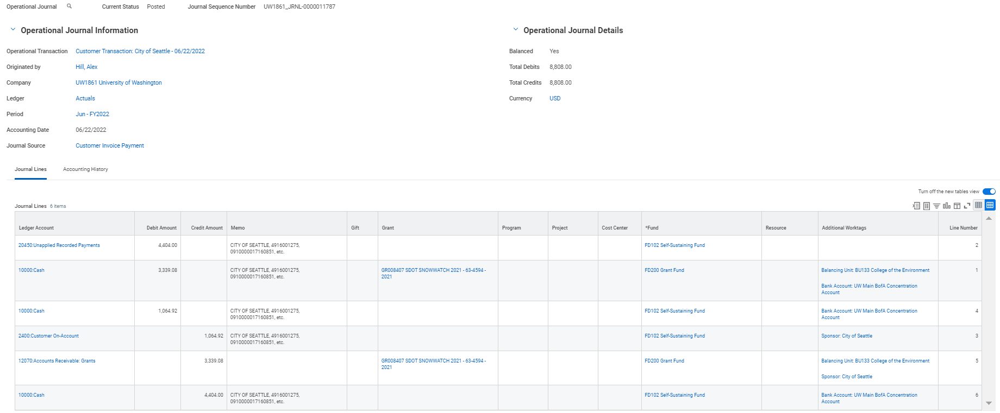 Operational Journal Current Status Posted Journal Sequence Number UW1861_JRNL-0000011787
Operational Journal Information
Operational Transaction Customer Transaction: City of Seattle - 06/22/2022
Originated by Hill, Alex
Company UW1861 University of Washington
Ledger Actuals
Period Jun - FY2022
Accounting Date 06/22/2022
Journal Source Customer Invoice Payment
Operational Journal Details
Balanced Yes
Total Debits 8,808.00
Total Credits 8,808.00
Currency USD
Journal Lines Accounting History
Turn off the new tables view
Journal Lines 6 items
Ledger Account Debit Amount Credit Amount Memo Gift Grant Program Project Cost Center *Fund Resource Additional Worktags Line Number
20450:Unapplied Recorded Payments 4,404.00 CITY OF SEATTLE, 4916001275, FD102 Self-Sustaining Fund 2
0910000017160851, etc.
10000:Cash 3,339.08 CITY OF SEATTLE, 4916001275, GR008407 SDOT SNOWWATCH 2021 - 63-4594 - FD200 Grant Fund Balancing Unit: BU133 College of the Environment 1
0910000017160851, etc. 2021
Bank Account: UW Main BofA Concentration
Account
10000:Cash 1,064.92 CITY OF SEATTLE, 4916001275, FD102 Self-Sustaining Fund Bank Account: UW Main BofA Concentration 4
0910000017160851, etc. Account
2400:Customer On-Account 1,064.92 CITY OF SEATTLE, 4916001275, FD102 Self-Sustaining Fund Sponsor: City of Seattle 3
0910000017160851, etc.
12070:Accounts Receivable: Grants 3,339.08 GR008407 SDOT SNOWWATCH 2021 - 63-4594 - FD200 Grant Fund Balancing Unit: BU133 College of the Environment 5
2021
Sponsor: City of Seattle
10000:Cash 4,404.00 CITY OF SEATTLE, 4916001275, FD102 Self-Sustaining Fund Bank Account: UW Main BofA Concentration 6
0910000017160851, etc. Account